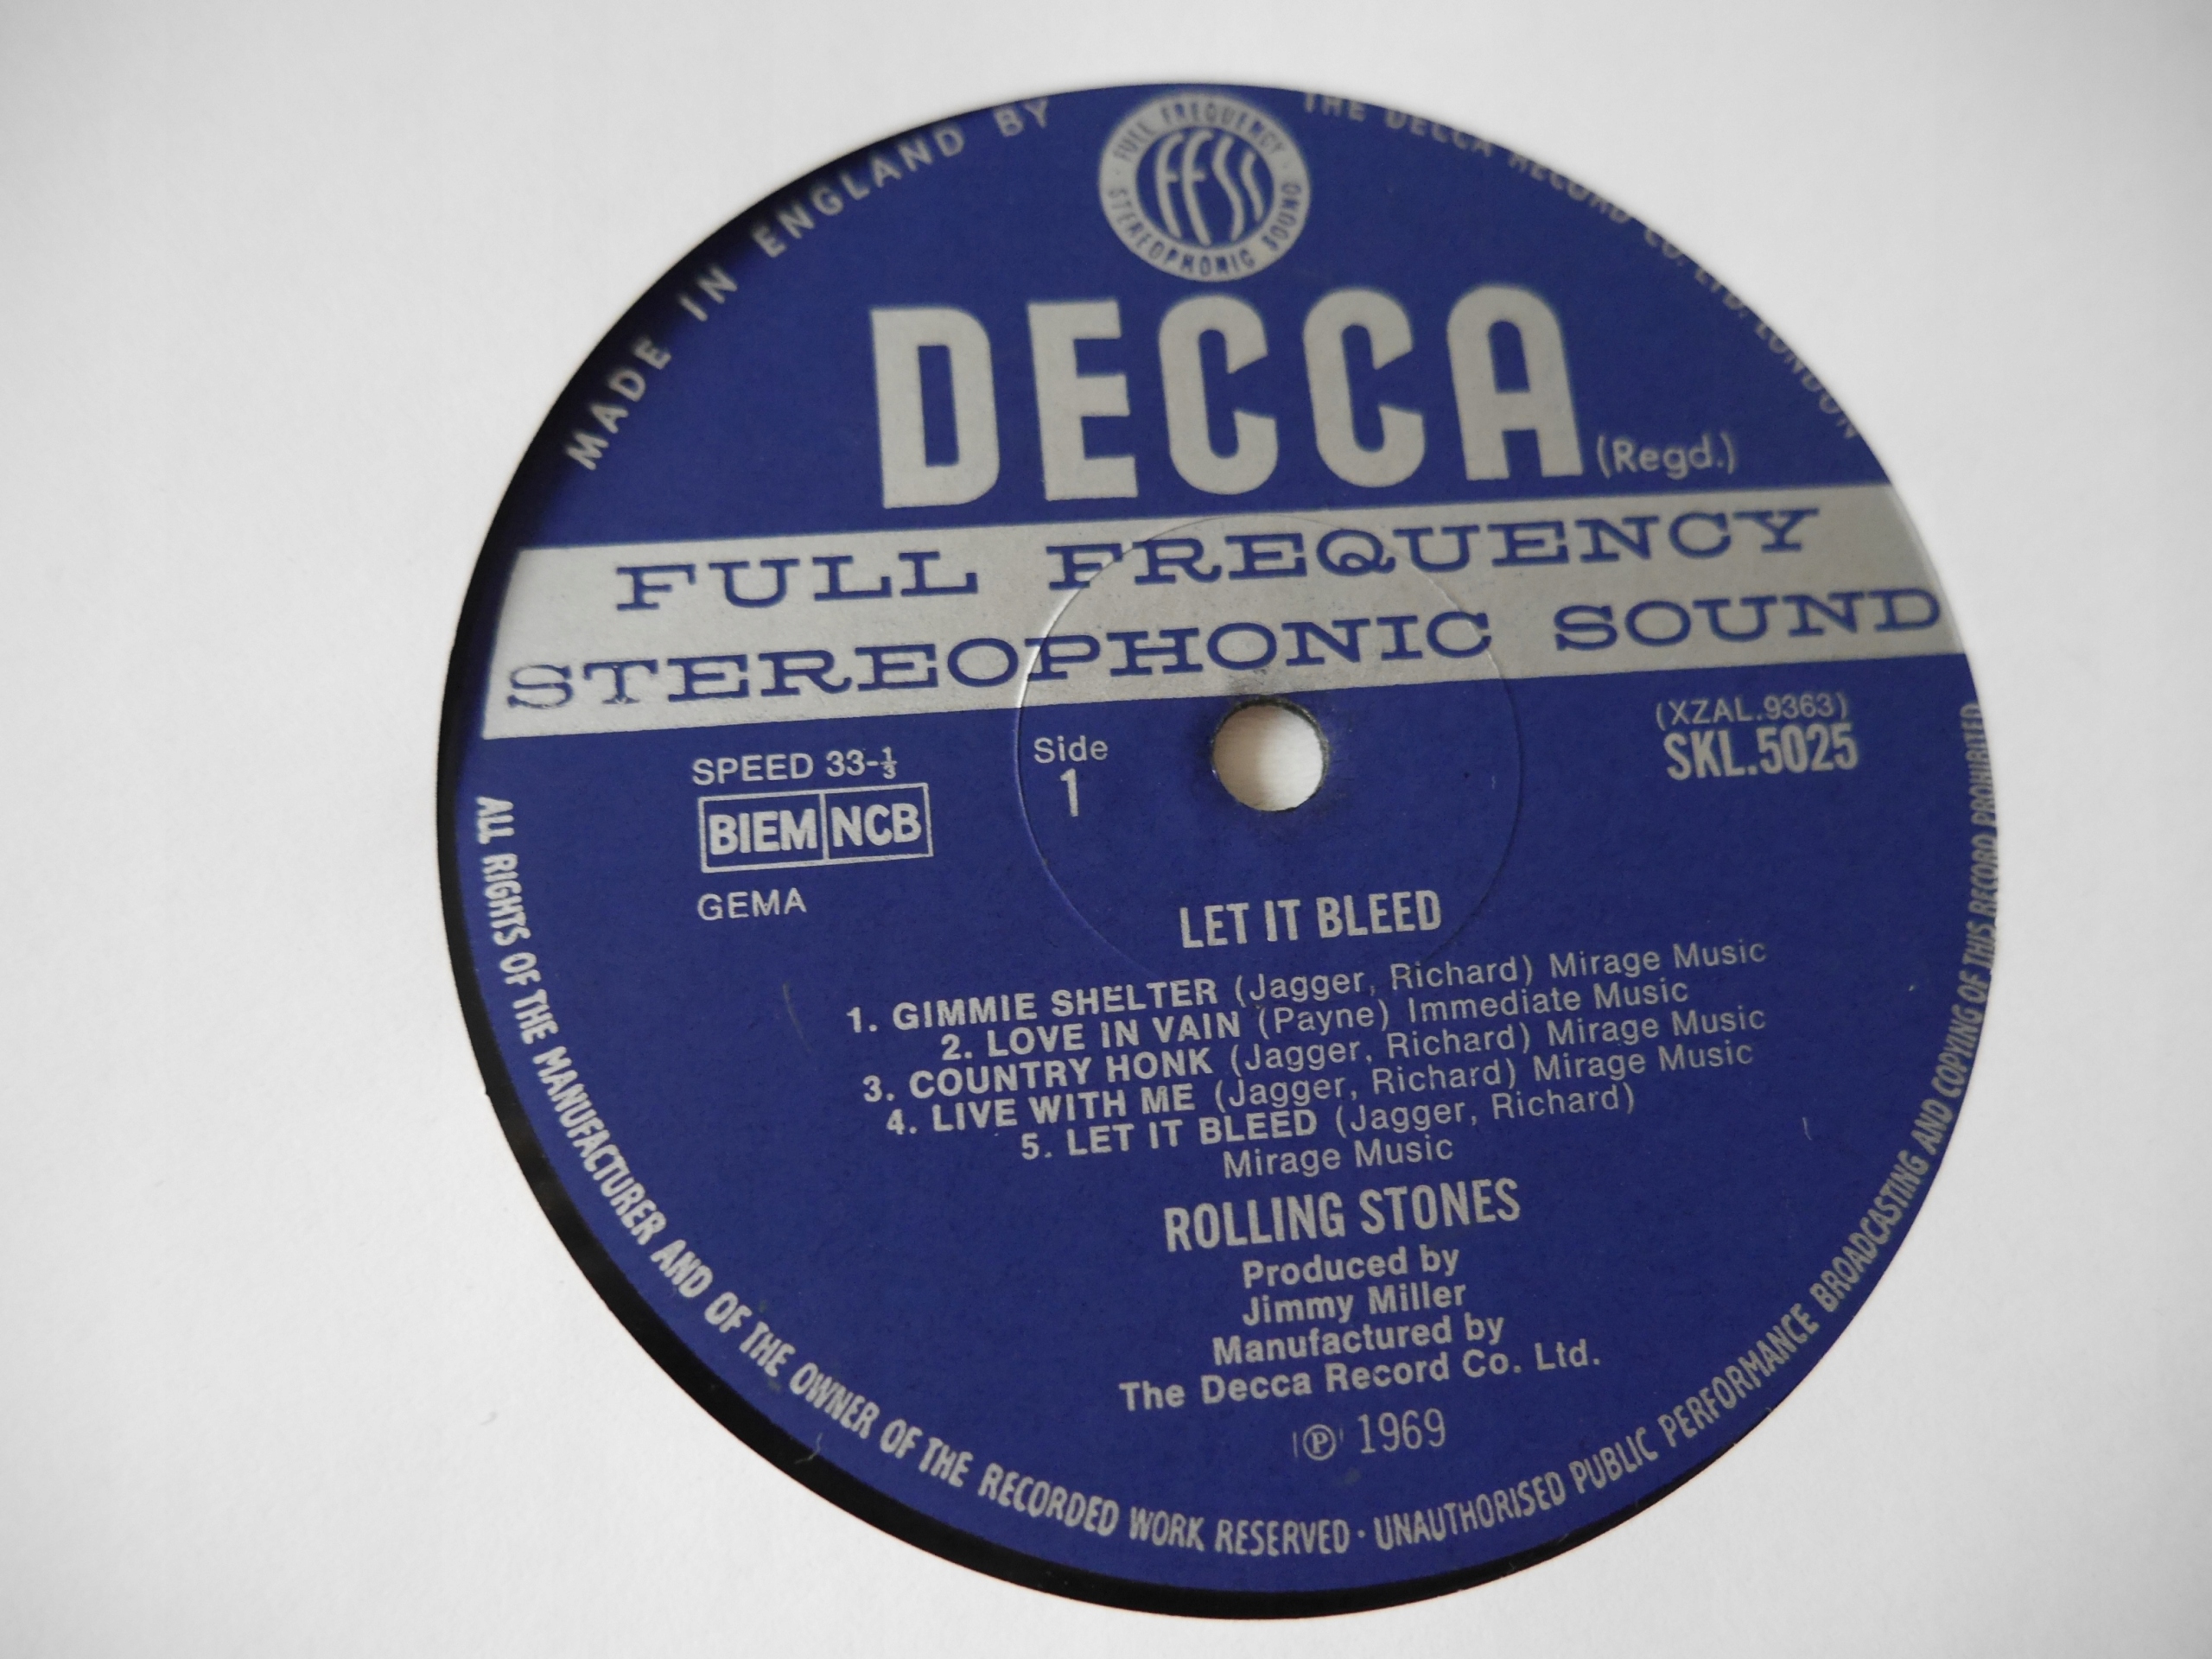 MADE IN ENGLAND BY
THE DECCA RECORD CO. LTD. LONDON
FULL FREQUENCY
ffss
STEREOPHONIC SOUND
DECCA
(Regd.)
FULL FREQUENCY
STEREOPHONIC SOUND
(XZAL.9363)
SKL.5025
SPEED 33-⅓
Side
1
BIEM NCB
GEMA
LET IT BLEED
1. GIMMIE SHELTER (Jagger, Richard) Mirage Music
2. LOVE IN VAIN (Payne) Immediate Music
3. COUNTRY HONK (Jagger, Richard) Mirage Music
4. LIVE WITH ME (Jagger, Richard) Mirage Music
5. LET IT BLEED (Jagger, Richard)
Mirage Music
ROLLING STONES
Produced by
Jimmy Miller
Manufactured by
The Decca Record Co. Ltd.
℗ 1969
ALL RIGHTS OF THE MANUFACTURER AND OF THE OWNER OF THE RECORDED WORK RESERVED · UNAUTHORISED PUBLIC PERFORMANCE BROADCASTING AND COPYING OF THIS RECORD PROHIBITED